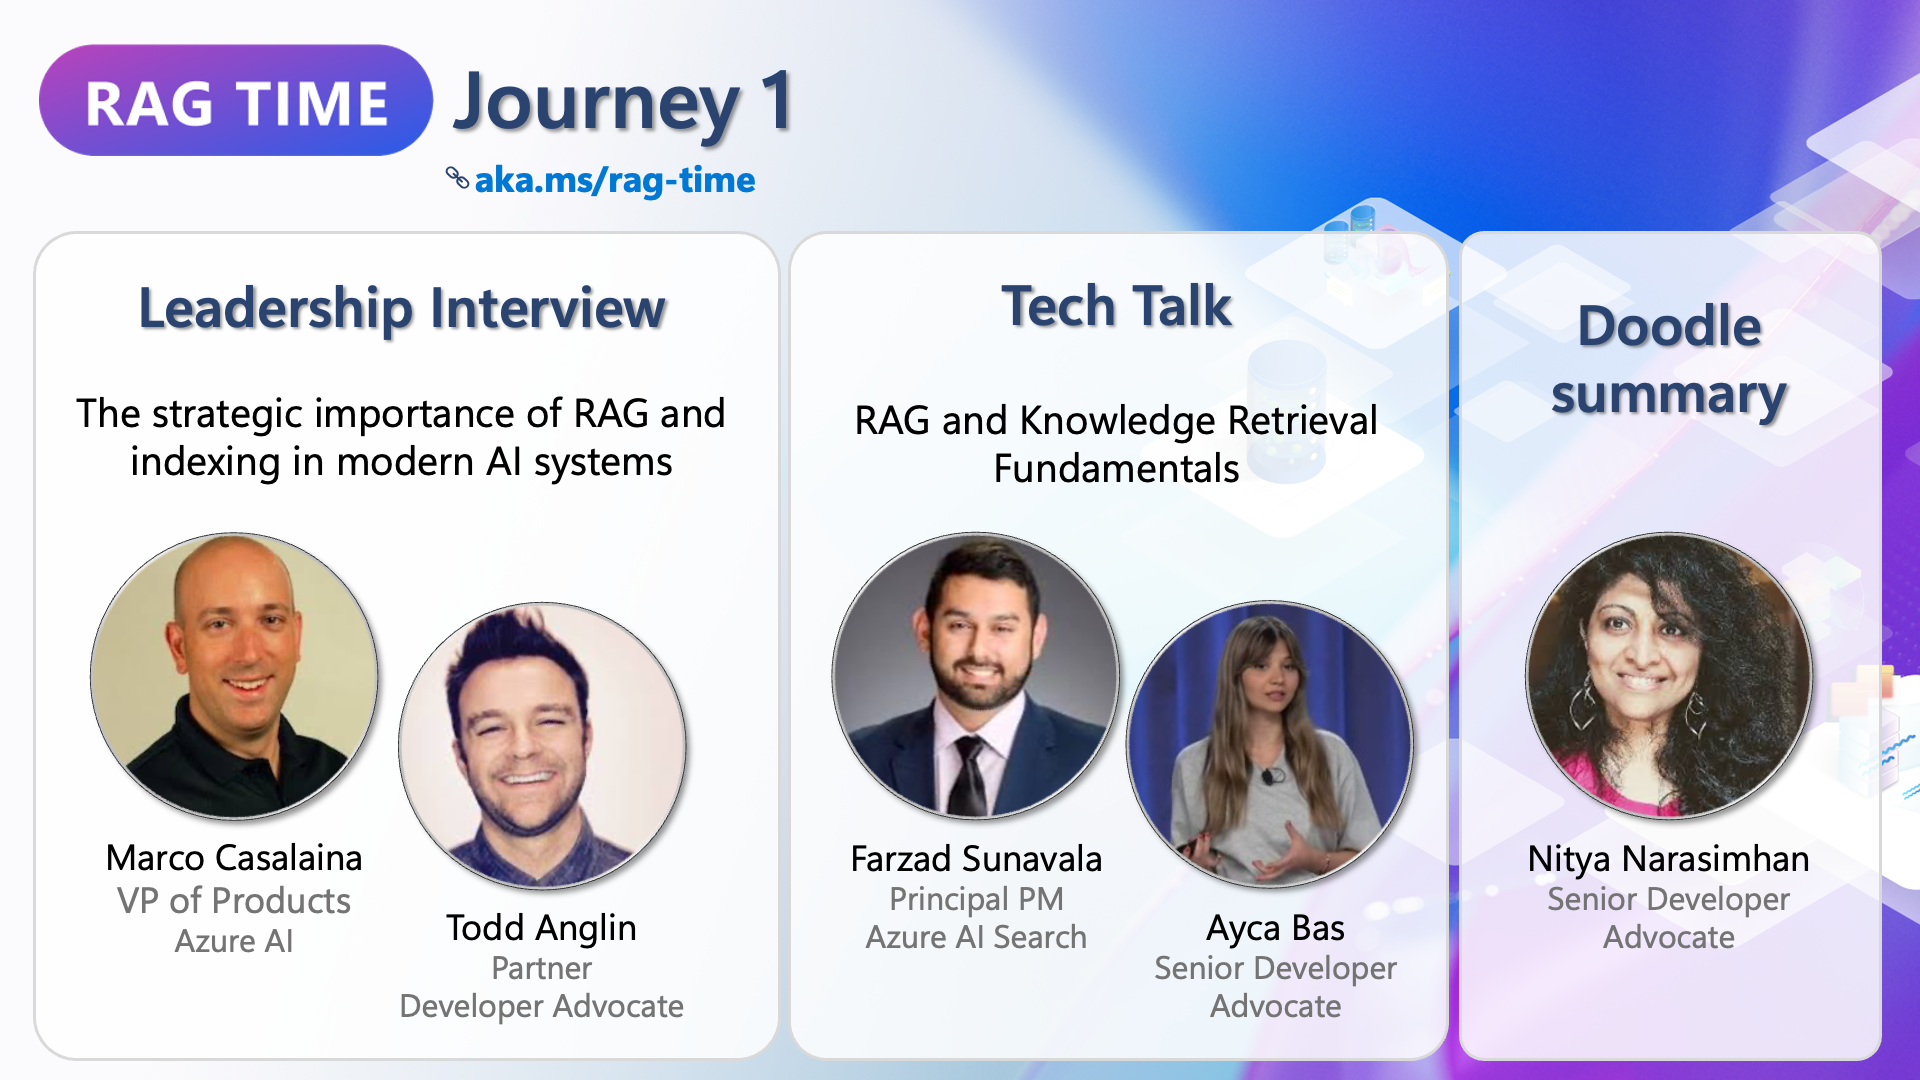 RAG TIME
Journey 1
aka.ms/rag-time
Leadership Interview
The strategic importance of RAG and
indexing in modern AI systems
Marco Casalaina
VP of Products
Azure AI
Todd Anglin
Partner
Developer Advocate
Tech Talk
RAG and Knowledge Retrieval
Fundamentals
Farzad Sunavala
Principal PM
Azure AI Search
Ayca Bas
Senior Developer
Advocate
Doodle
summary
Nitya Narasimhan
Senior Developer
Advocate